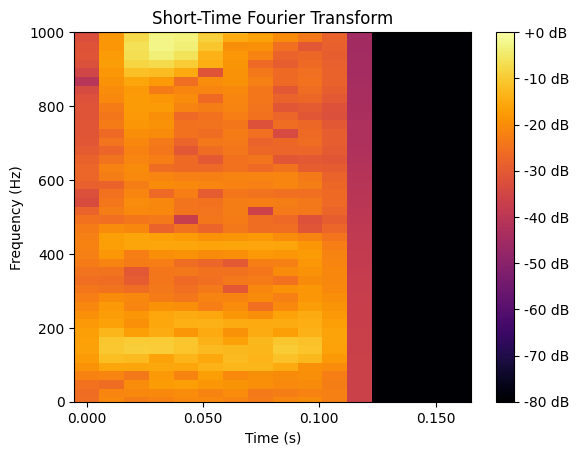 Short-Time Fourier Transform
1000
800
600
400
200
0
Frequency (Hz)
0.000
0.050
0.100
0.150
Time (s)
+0 dB
-10 dB
-20 dB
-30 dB
-40 dB
-50 dB
-60 dB
-70 dB
-80 dB